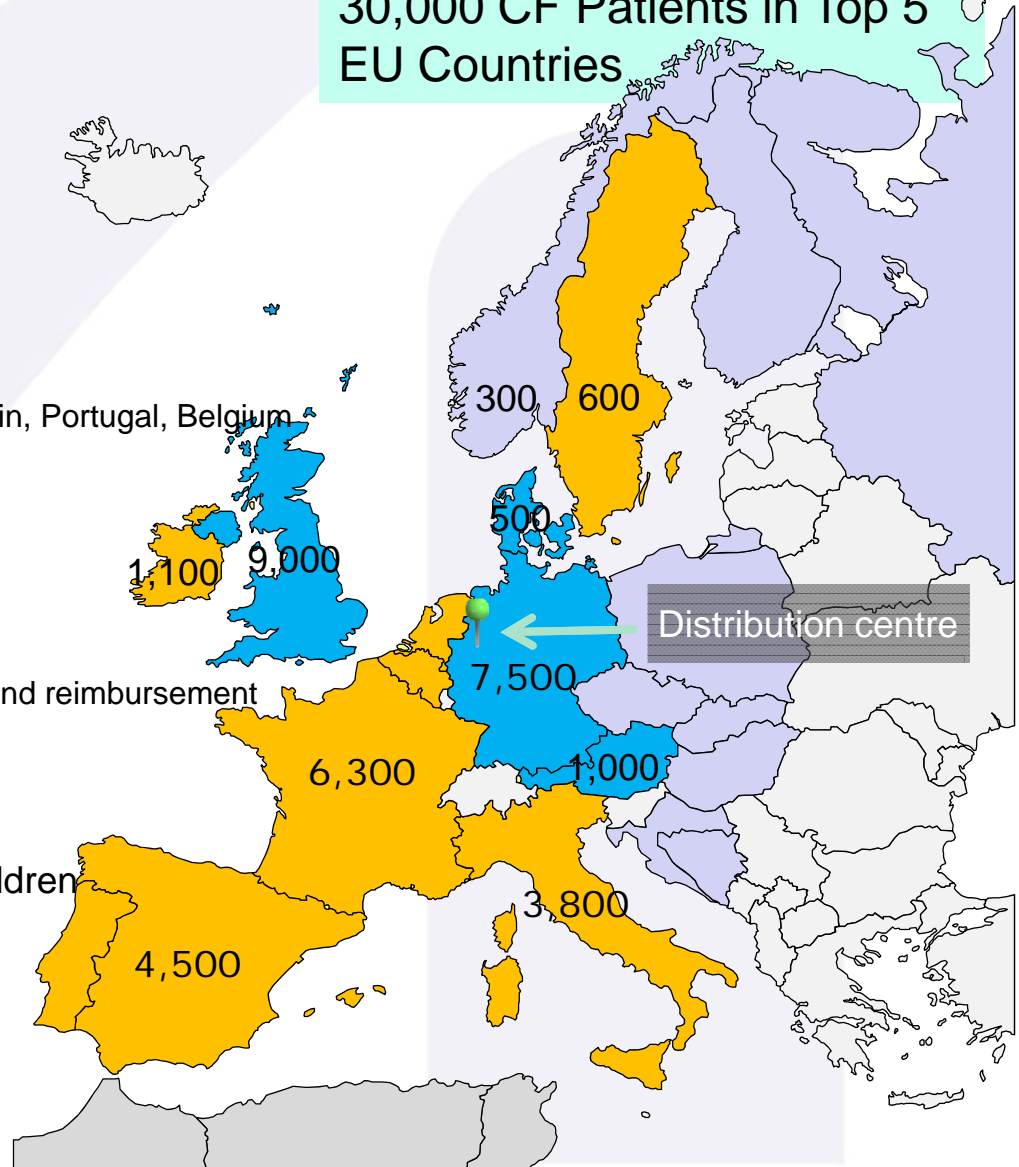 30,000 CF Patients in Top 5
EU Countries
300
600
in, Portugal, Belgium
500
9,000
1,100
Distribution centre
7,500
nd reimbursement
1,000
6,300
ldren
3,800
4,500